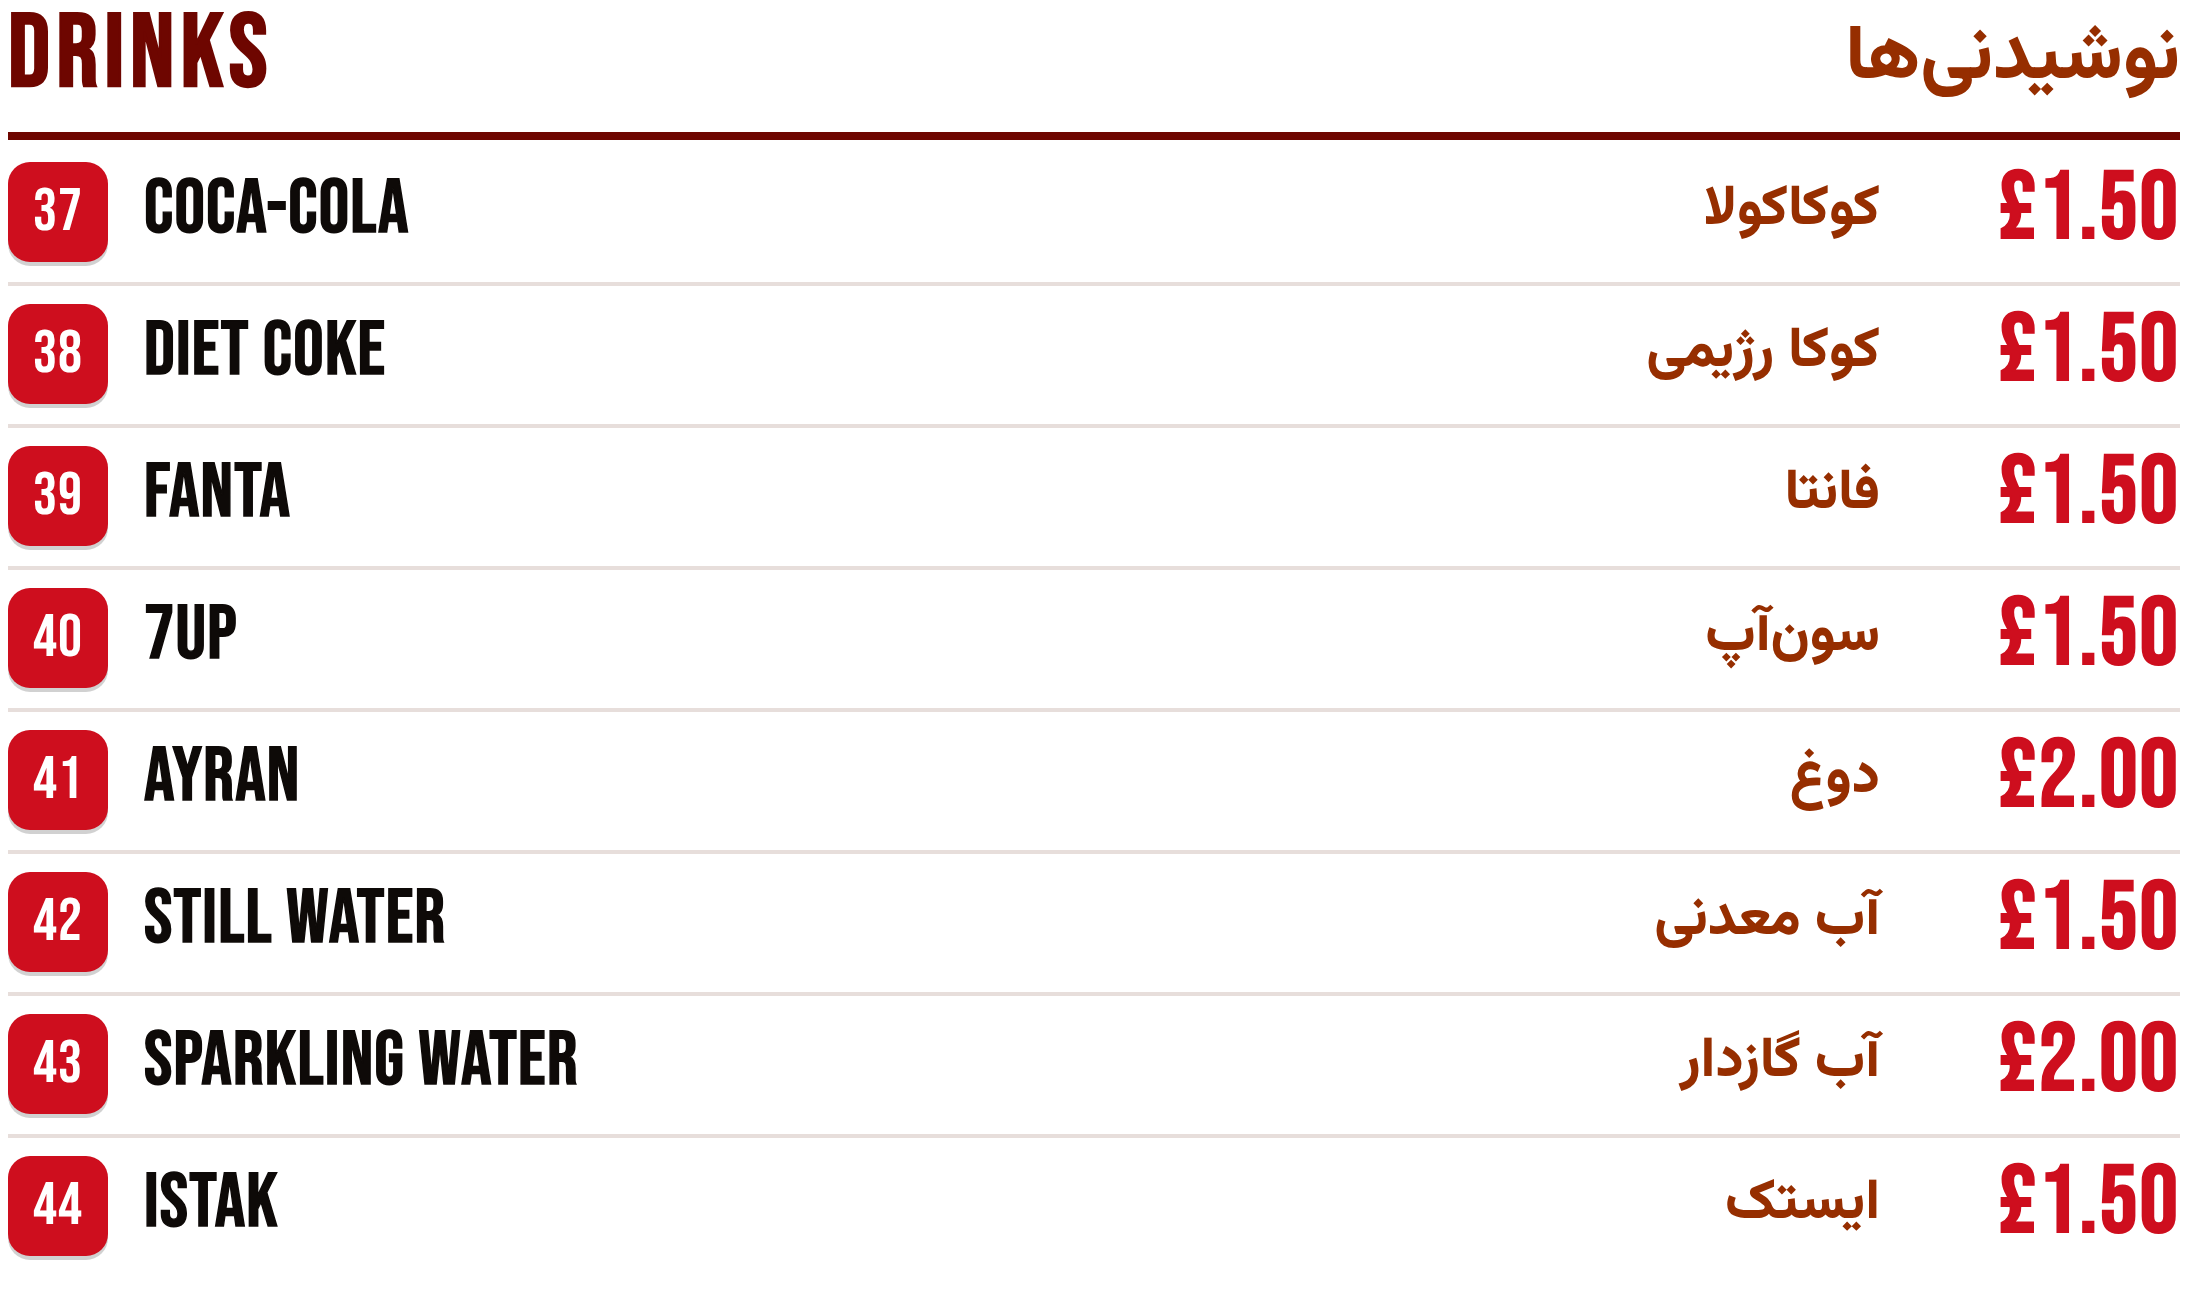 DRINKS نوشیدنی‌ها
37 COCA-COLA کوکاکولا £1.50
38 DIET COKE کوکا رژیمی £1.50
39 FANTA فانتا £1.50
40 7UP سون‌آپ £1.50
41 AYRAN دوغ £2.00
42 STILL WATER آب معدنی £1.50
43 SPARKLING WATER آب گازدار £2.00
44 ISTAK ایستک £1.50